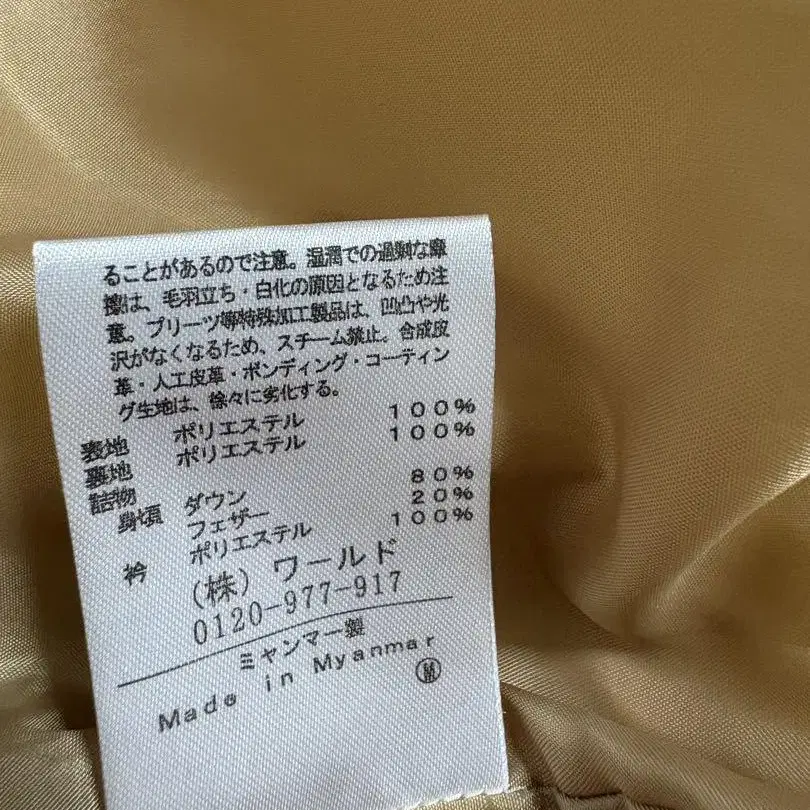 ることがあるので注意。湿潤での過剰な摩
擦は、毛羽立ち・白化の原因となるため注
意。プリーツ等特殊加工製品は、凹凸や光
沢がなくなるため、スチーム禁止。合成皮
革・人工皮革・ボンディング・コーティン
グ生地は、徐々に劣化する。
表地 ポリエステル 100%
裏地 ポリエステル 100%
詰物
身頃 ダウン 80%
フェザー 20%
衿 ポリエステル 100%
(株)ワールド
0120-977-917
ミャンマー製
Made in Myanmar
M